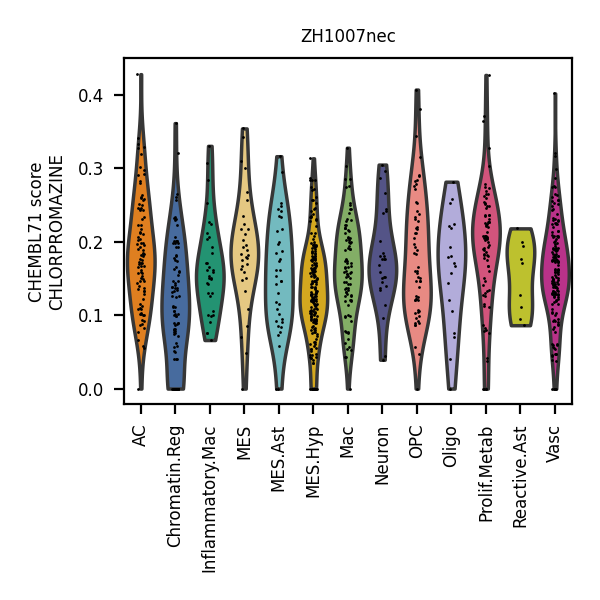 ZH1007nec
CHEMBL71 score
CHLORPROMAZINE
0.4
0.3
0.2
0.1
0.0
AC
Chromatin.Reg
Inflammatory.Mac
MES
MES.Ast
MES.Hyp
Mac
Neuron
OPC
Oligo
Prolif.Metab
Reactive.Ast
Vasc